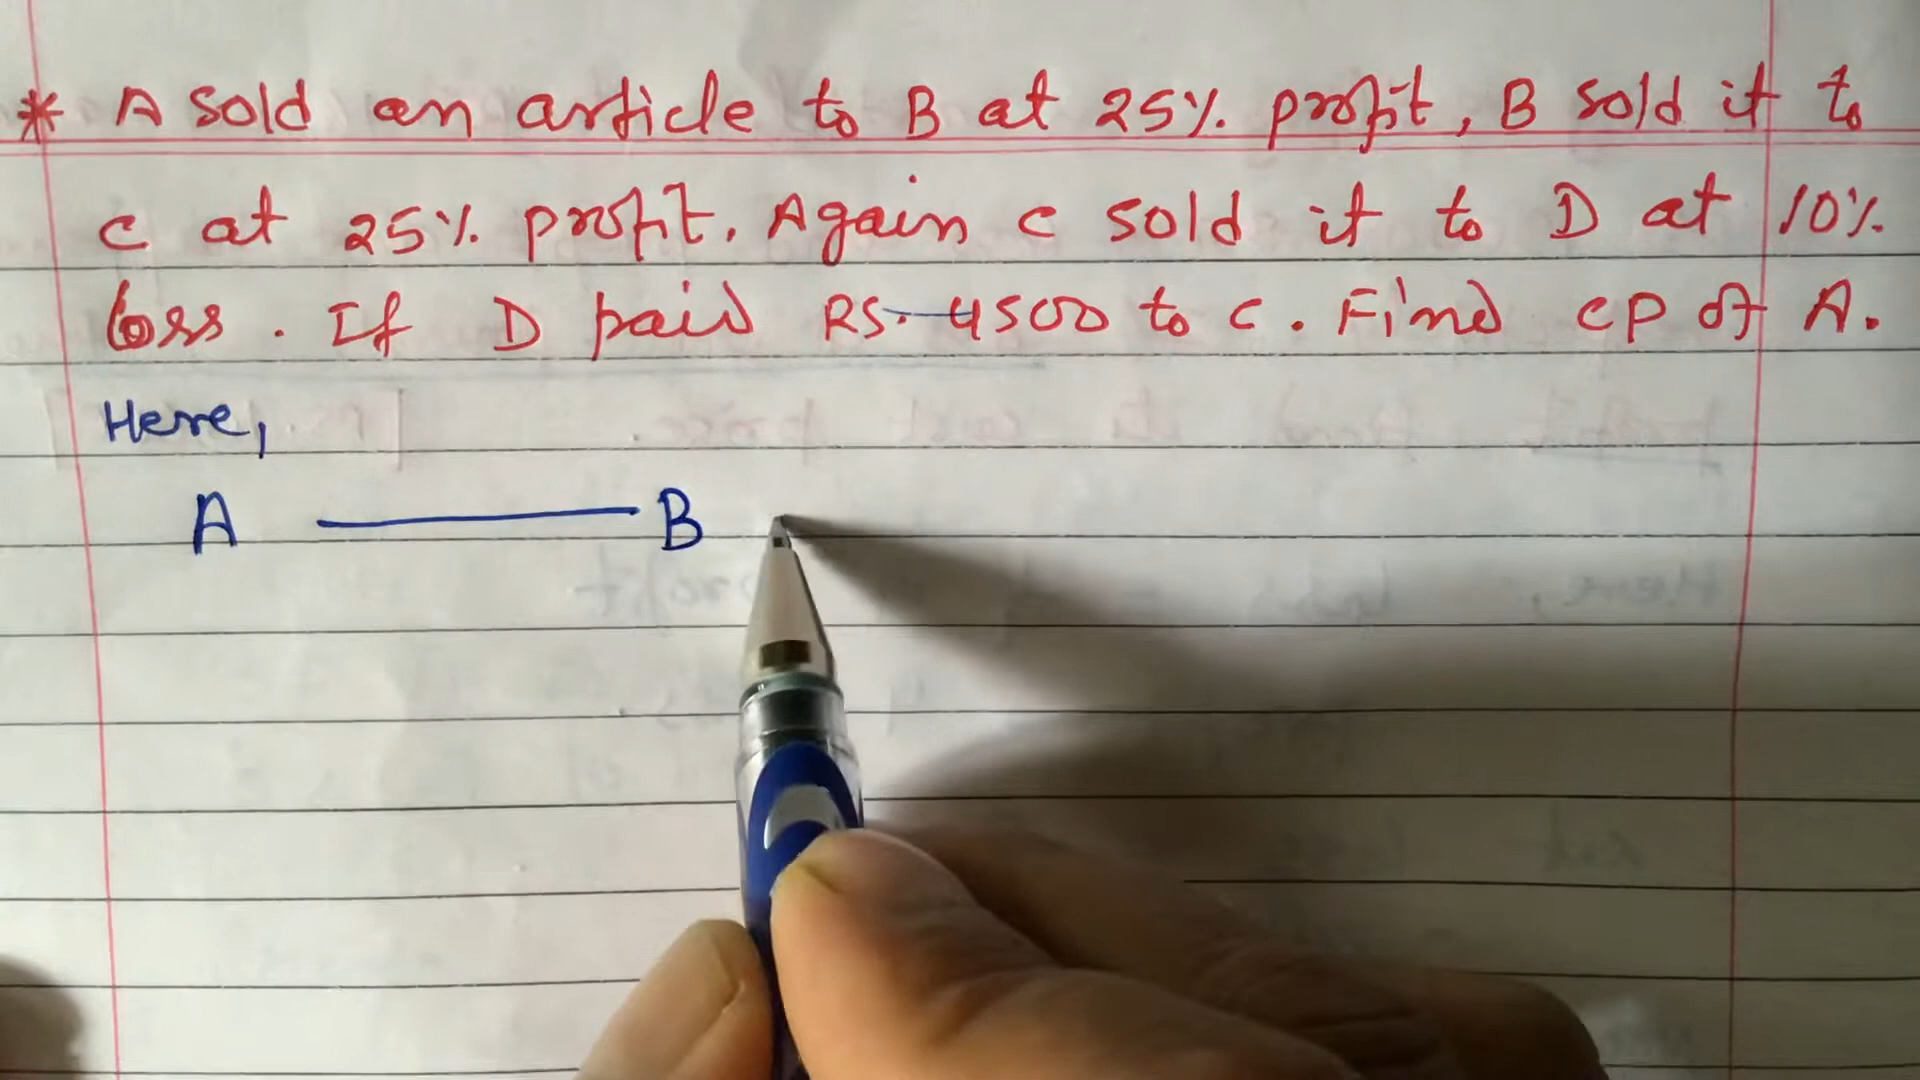 * A sold an article to B at 25% profit, B sold it to
C at 25% profit. Again C sold it to D at 10%
loss. If D paid RS. 4500 to C. Find CP of A.
Here,
A — B